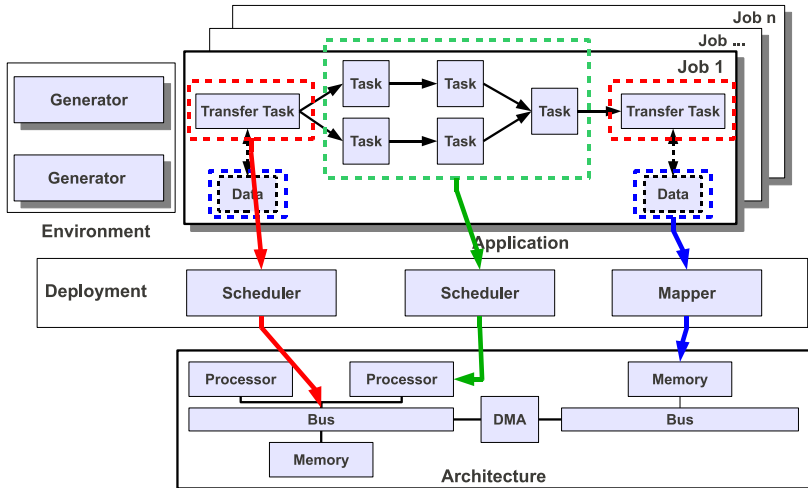 Job n
Job ...
Job 1
Generator
Generator
Environment
Transfer Task
Task
Task
Task
Task
Task
Transfer Task
Data
Data
Application
Deployment
Scheduler
Scheduler
Mapper
Processor
Processor
Memory
Bus
DMA
Bus
Memory
Architecture